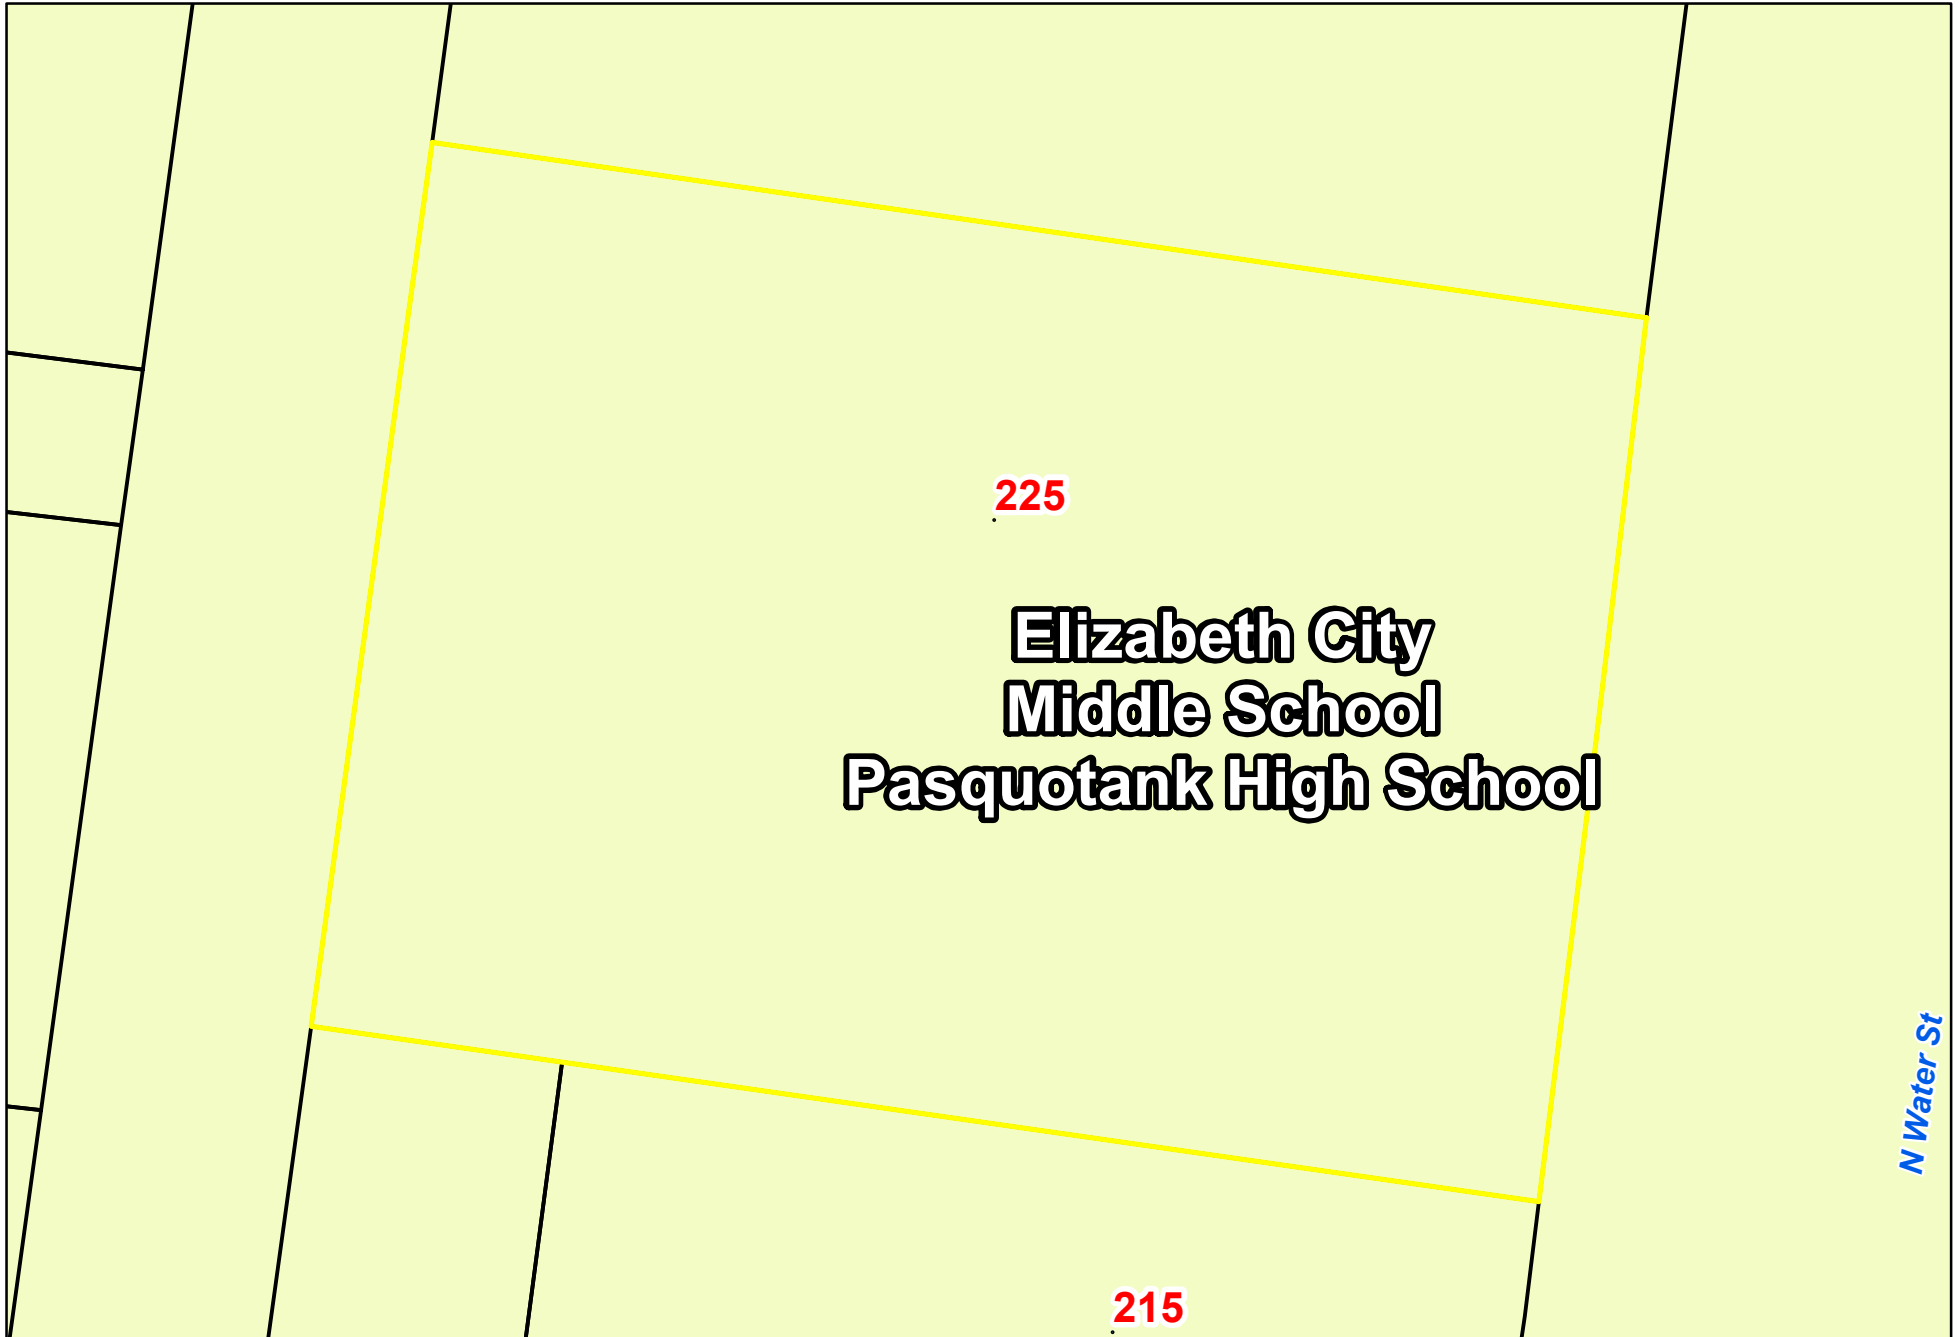 225
Elizabeth City
Middle School
Pasquotank High School
N Water St
215